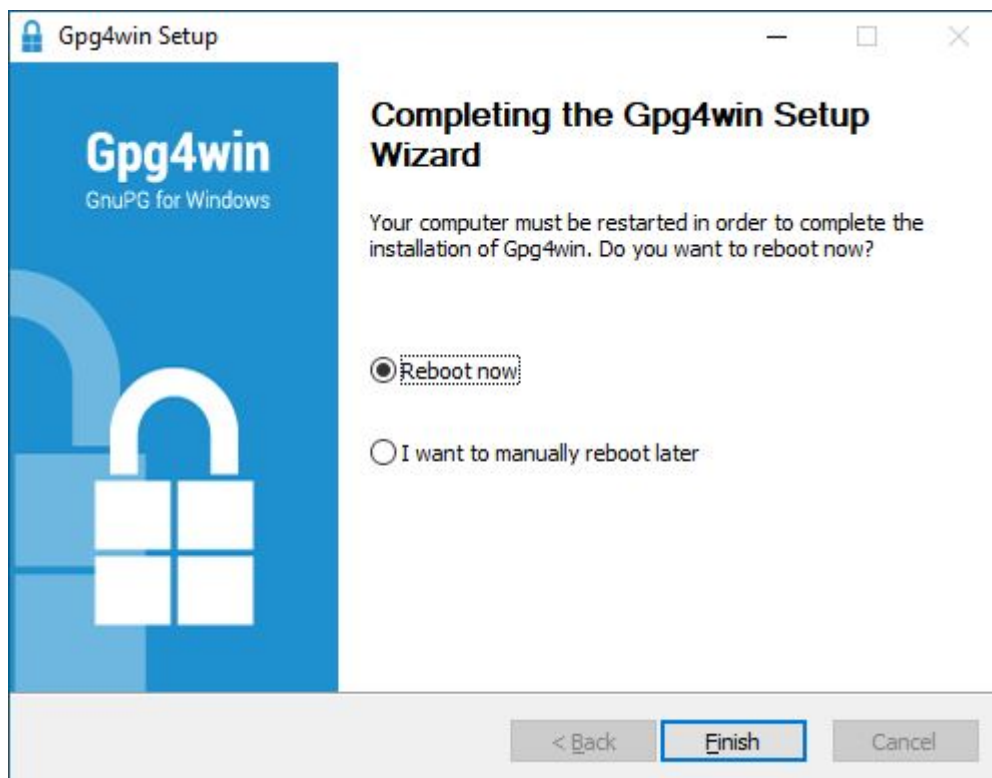 Gpg4win Setup
Gpg4win
GnuPG for Windows
Completing the Gpg4win Setup
Wizard
Your computer must be restarted in order to complete the
installation of Gpg4win. Do you want to reboot now?
Reboot now
I want to manually reboot later
< Back
Finish
Cancel